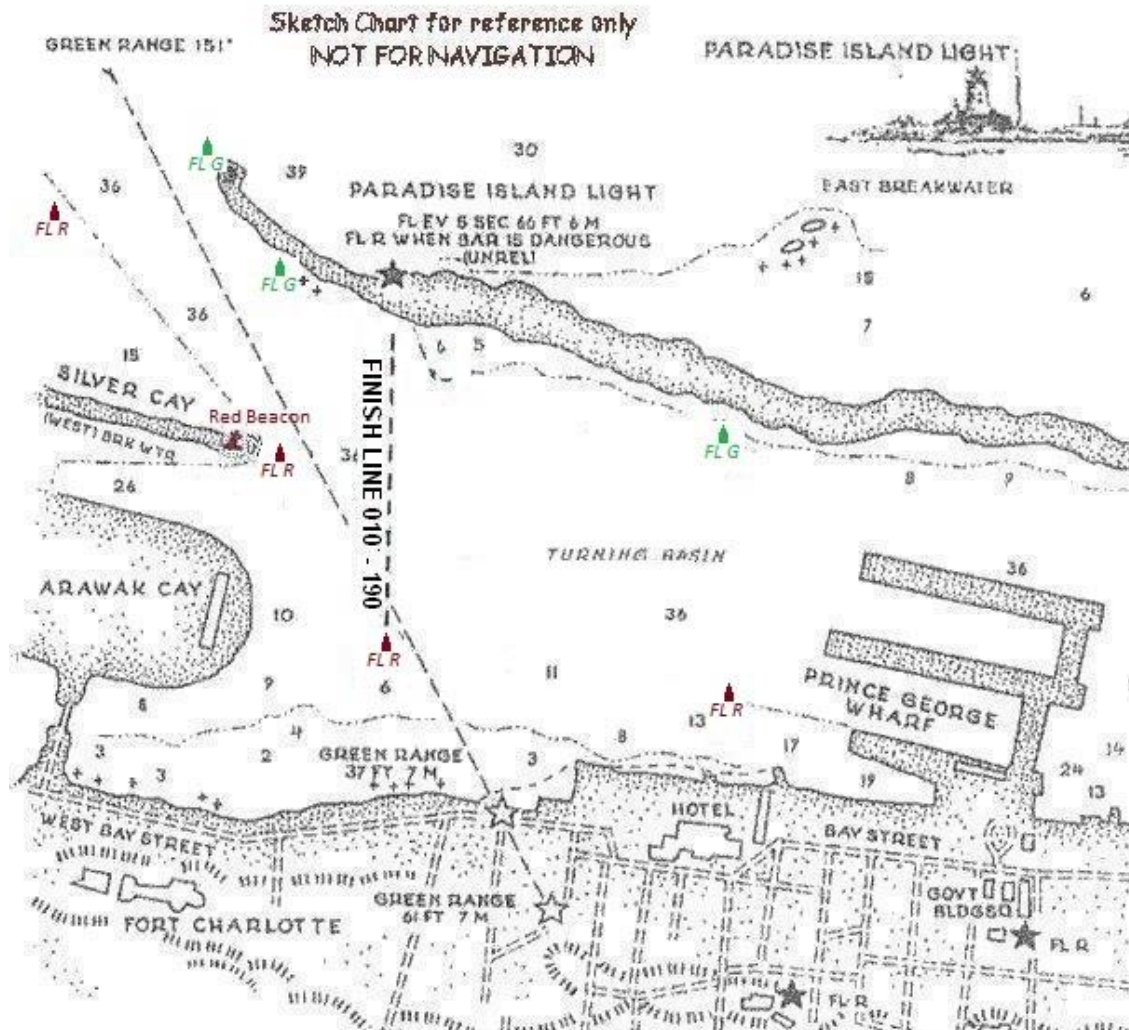 Sketch Chart for reference only
NOT FOR NAVIGATION
GREEN RANGE 151°
PARADISE ISLAND LIGHT
FL G
39
30
36
PARADISE ISLAND LIGHT
EAST BREAKWATER
FL EV 5 SEC 66 FT 6 M
FL R WHEN BAR IS DANGEROUS
(UNREL)
FL R
FL G
18
6
36
7
15
6
5
SILVER CAY
Red Beacon
(WEST) BRK WTR
FL R
36
FINISH LINE 010° - 190
FL G
8
9
26
TURNING BASIN
36
ARAWAK CAY
10
36
FL R
11
9
6
PRINCE GEORGE
WHARF
8
FL R
13
4
3
3
2
GREEN RANGE
37 FT 7 M
3
8
17
19
14
24
13
WEST BAY STREET
HOTEL
BAY STREET
GREEN RANGE
61 FT 7 M
GOVT
BLDGS
FORT CHARLOTTE
FL R
FL R